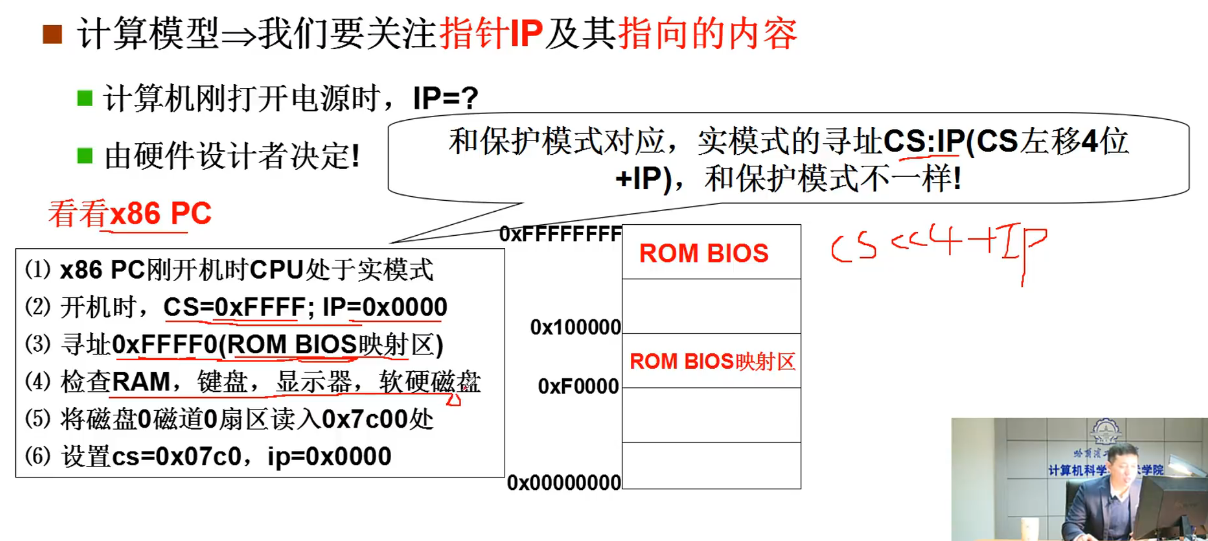 计算模型⇒我们要关注指针IP及其指向的内容
计算机刚打开电源时，IP=?
由硬件设计者决定!
和保护模式对应，实模式的寻址CS:IP(CS左移4位
+IP)，和保护模式不一样!
看看x86 PC
(1) x86 PC刚开机时CPU处于实模式
(2) 开机时，CS=0xFFFF; IP=0x0000
(3) 寻址0xFFFF0(ROM BIOS映射区)
(4) 检查RAM，键盘，显示器，软硬磁盘
(5) 将磁盘0磁道0扇区读入0x7c00处
(6) 设置cs=0x07c0，ip=0x0000
0xFFFFFFFF
ROM BIOS
0x100000
ROM BIOS映射区
0xF0000
0x00000000
CS<<4+IP
计算机科学 术学院